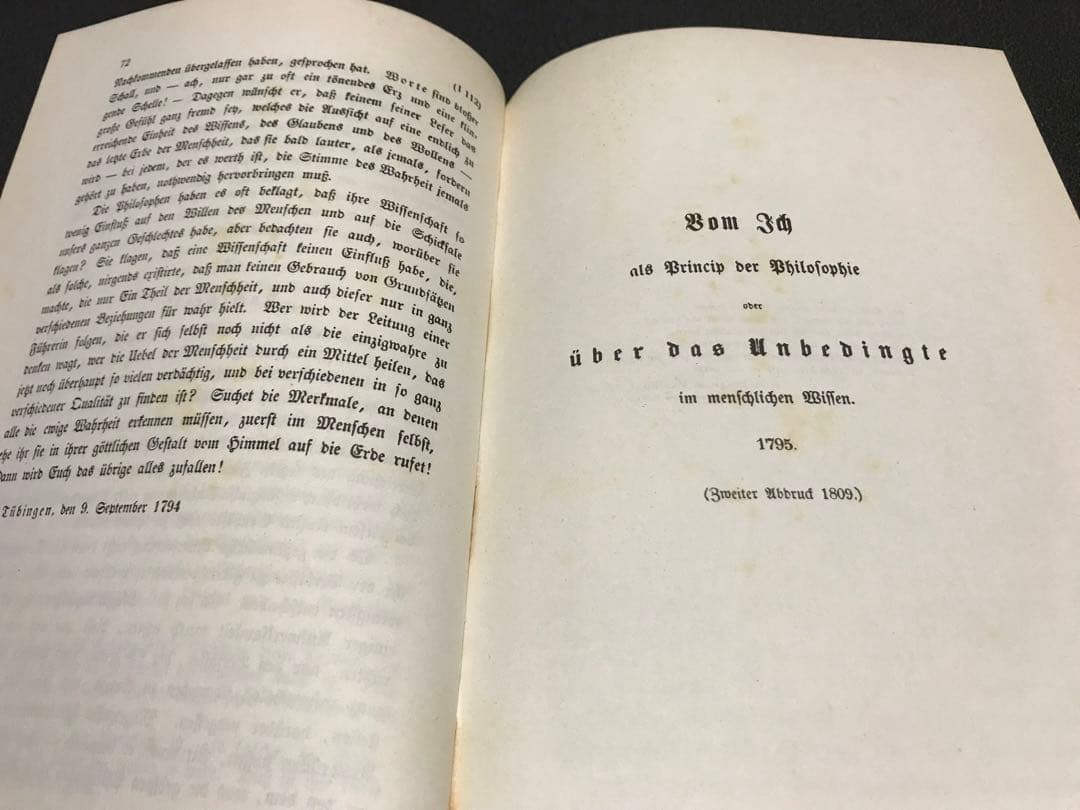 72
(I 112)
Nachkommenden übergelassen haben, gesprochen hat. Worte sind bloßer
Schall, und — ach, nur gar zu oft ein tönendes Erz und eine klin-
gende Schelle! — Dagegen wünscht er, daß keinem seiner Leser das
große Gefühl ganz fremd sey, welches die Aussicht auf eine endlich zu
erreichende Einheit des Wissens, des Glaubens und des Wollens —
das letzte Erbe der Menschheit, das sie bald lauter, als jemals, fordern
wird — bei jedem, der es werth ist, die Stimme des Wahrheit jemals
gehört zu haben, nothwendig hervorbringen muß.
Die Philosophen haben es oft beklagt, daß ihre Wissenschaft so
wenig Einfluß auf den Willen des Menschen und auf die Schicksale
unsers ganzen Geschlechtes habe, aber bedachten sie auch, worüber sie
klagen? Sie klagen, daß eine Wissenschaft keinen Einfluß habe, die,
als solche, nirgends existirte, daß man keinen Gebrauch von Grundsätzen
machte, die nur Ein Theil der Menschheit, und auch dieser nur in ganz
verschiedenen Beziehungen für wahr hielt. Wer wird der Leitung einer
Führerin folgen, die er sich selbst noch nicht als die einzigwahre zu
denken wagt, wer die Uebel der Menschheit durch ein Mittel heilen, das
jetzt noch überhaupt so vielen verdächtig, und bei verschiedenen in so ganz
verschiedener Qualität zu finden ist? Suchet die Merkmale, an denen
alle die ewige Wahrheit erkennen müssen, zuerst im Menschen selbst,
ehe ihr sie in ihrer göttlichen Gestalt vom Himmel auf die Erde rufet!
Dann wird Euch das übrige alles zufallen!
Tübingen, den 9. September 1794
Vom Ich
als Princip der Philosophie
oder
über das Unbedingte
im menschlichen Wissen.
1795.
(Zweiter Abdruck 1809.)